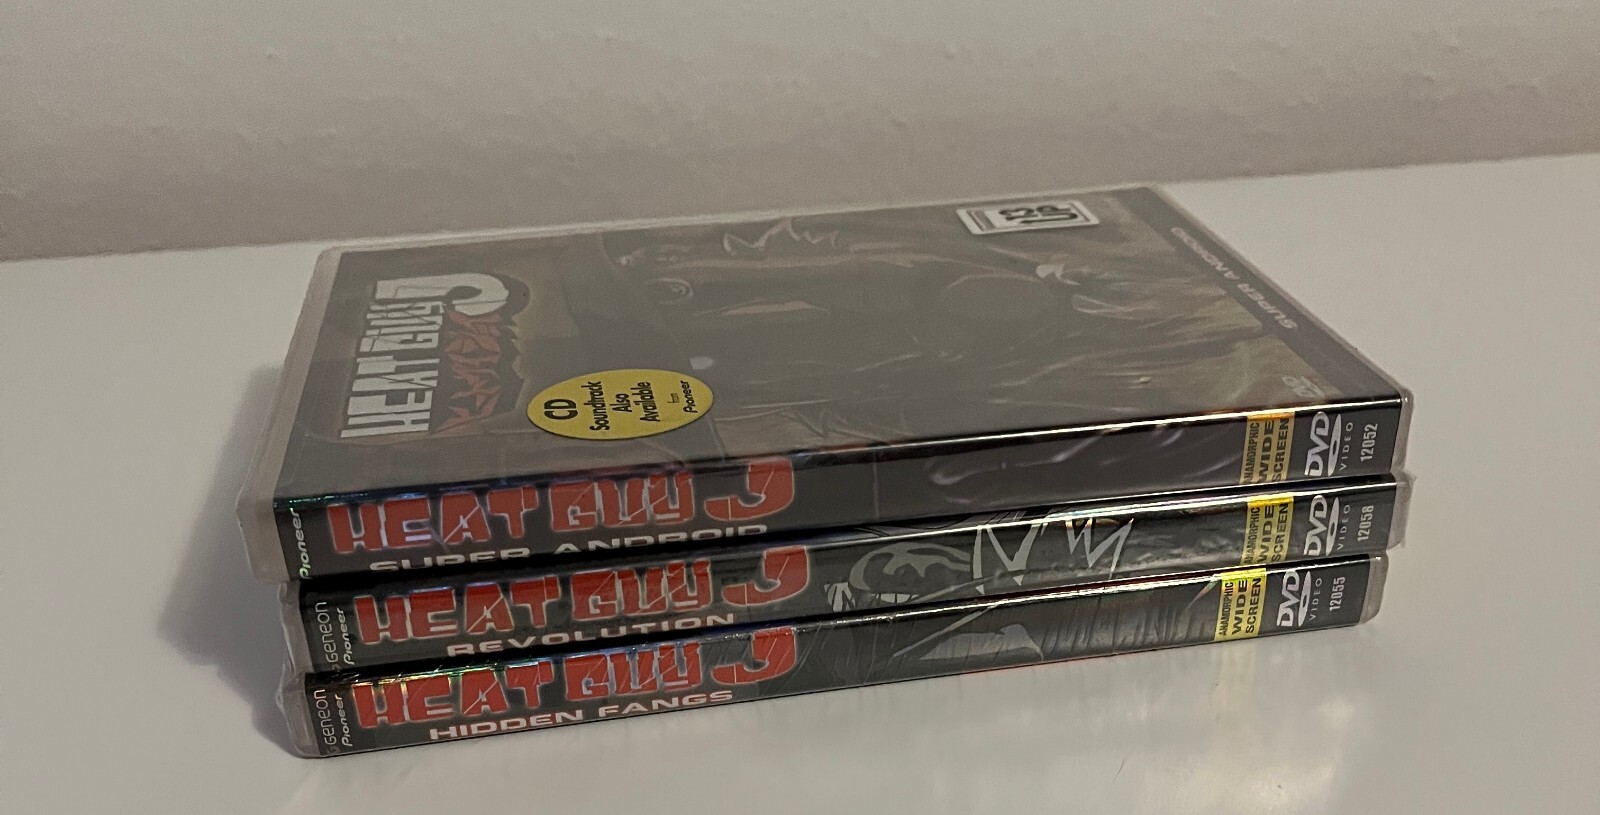 13
UP
SUPER ANDROID
HEAT GUY J
CD
Soundtrack
Also
Available
from
Pioneer
Pioneer
HEAT GUY J
SUPER ANDROID
ANAMORPHIC
WIDE
SCREEN
DVD
VIDEO
12052
Geneon
Pioneer
HEAT GUY J
REVOLUTION
ANAMORPHIC
WIDE
SCREEN
DVD
VIDEO
12058
Geneon
Pioneer
HEAT GUY J
HIDDEN FANGS
ANAMORPHIC
WIDE
SCREEN
DVD
VIDEO
12055